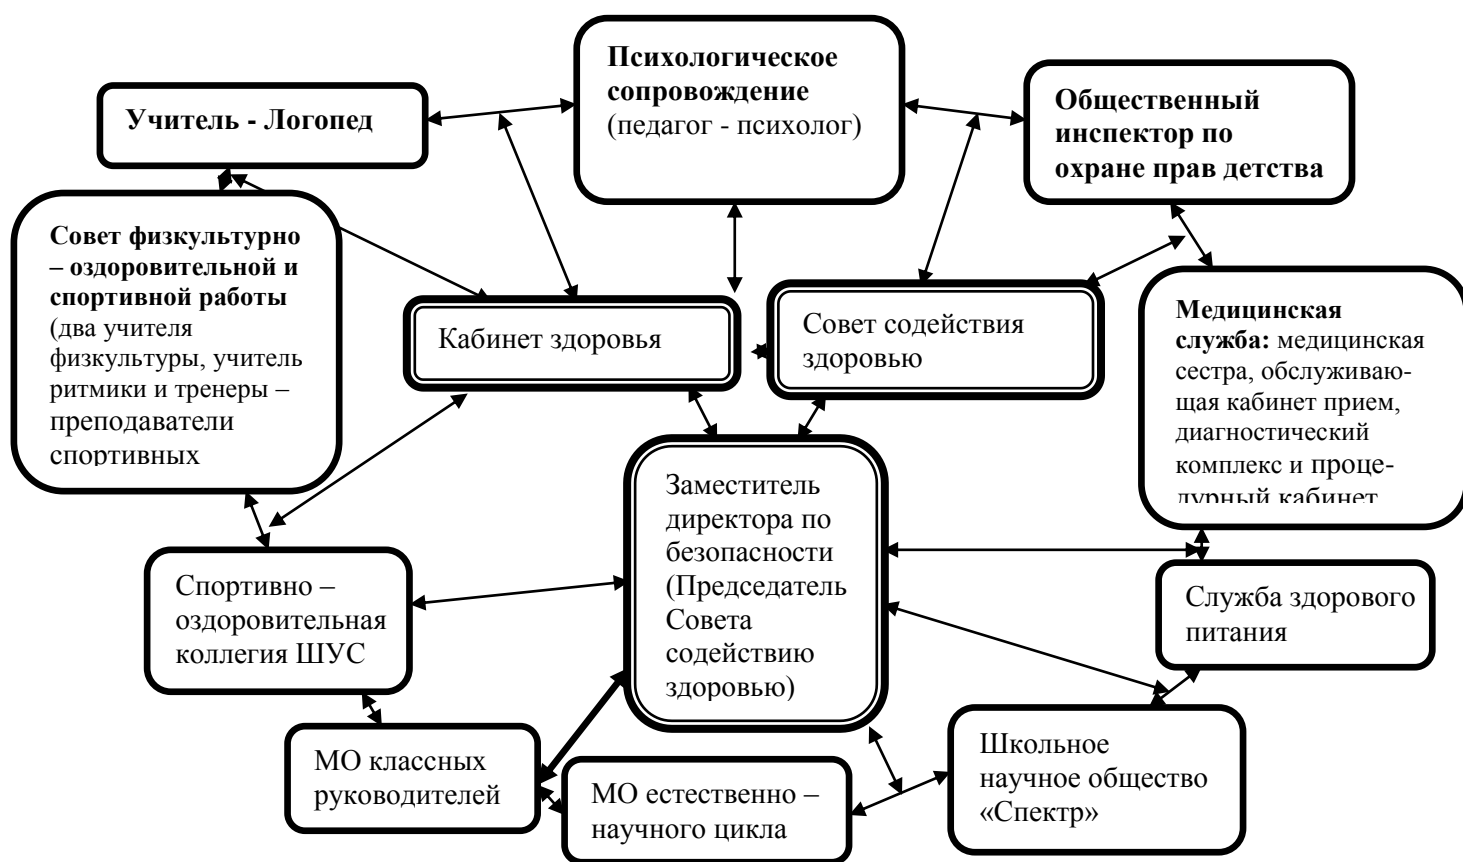 Психологическое
сопровождение
(педагог - психолог)
Учитель - Логопед
Общественный
инспектор по
охране прав детства
Совет физкультурно
– оздоровительной и
спортивной работы
(два учителя
физкультуры, учитель
ритмики и тренеры –
преподаватели
спортивных
Кабинет здоровья
Совет содействия
здоровью
Медицинская
служба: медицинская
сестра, обслуживаю-
щая кабинет прием,
диагностический
комплекс и проце-
дурный кабинет
Заместитель
директора по
безопасности
(Председатель
Совета
содействию
здоровью)
Спортивно –
оздоровительная
коллегия ШУС
Служба здорового
питания
МО классных
руководителей
МО естественно –
научного цикла
Школьное
научное общество
«Спектр»